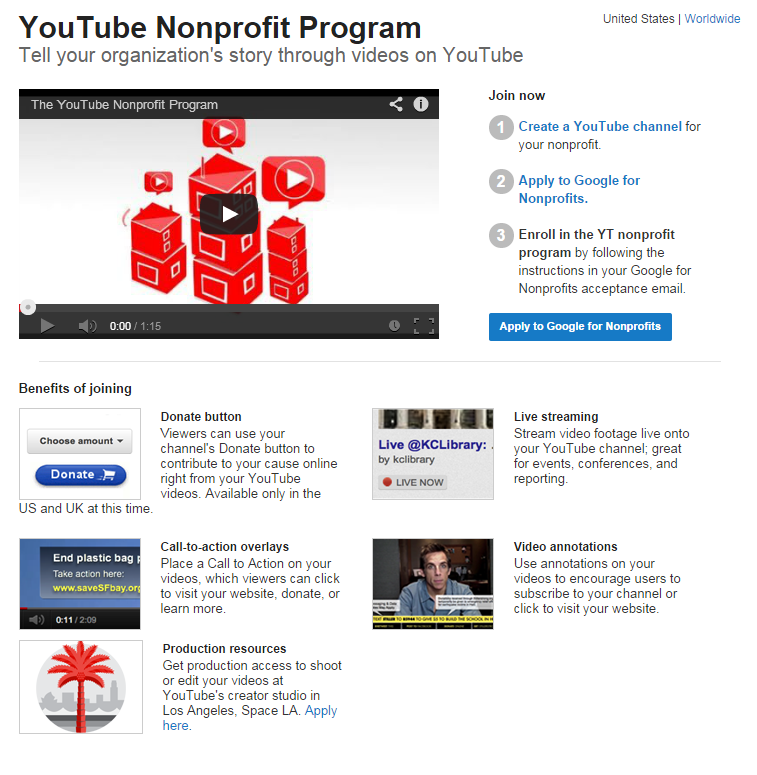 YouTube Nonprofit Program
United States | Worldwide
Tell your organization's story through videos on YouTube
The YouTube Nonprofit Program
0:00 / 1:15
Join now
1 Create a YouTube channel for
your nonprofit.
2 Apply to Google for
Nonprofits.
3 Enroll in the YT nonprofit
program by following the
instructions in your Google for
Nonprofits acceptance email.
Apply to Google for Nonprofits
Benefits of joining
Choose amount
Donate
Donate button
Viewers can use your
channel's Donate button to
contribute to your cause online
right from your YouTube
videos. Available only in the
US and UK at this time.
Live @KCLibrary:
by kclibrary
LIVE NOW
Live streaming
Stream video footage live onto
your YouTube channel; great
for events, conferences, and
reporting.
End plastic bag p
Take action here:
www.saveSFbay.org
0:11 / 2:09
Call-to-action overlays
Place a Call to Action on your
videos, which viewers can click
to visit your website, donate, or
learn more.
Video annotations
Use annotations on your
videos to encourage users to
subscribe to your channel or
click to visit your website.
Production resources
Get production access to shoot
or edit your videos at
YouTube's creator studio in
Los Angeles, Space LA. Apply
here.